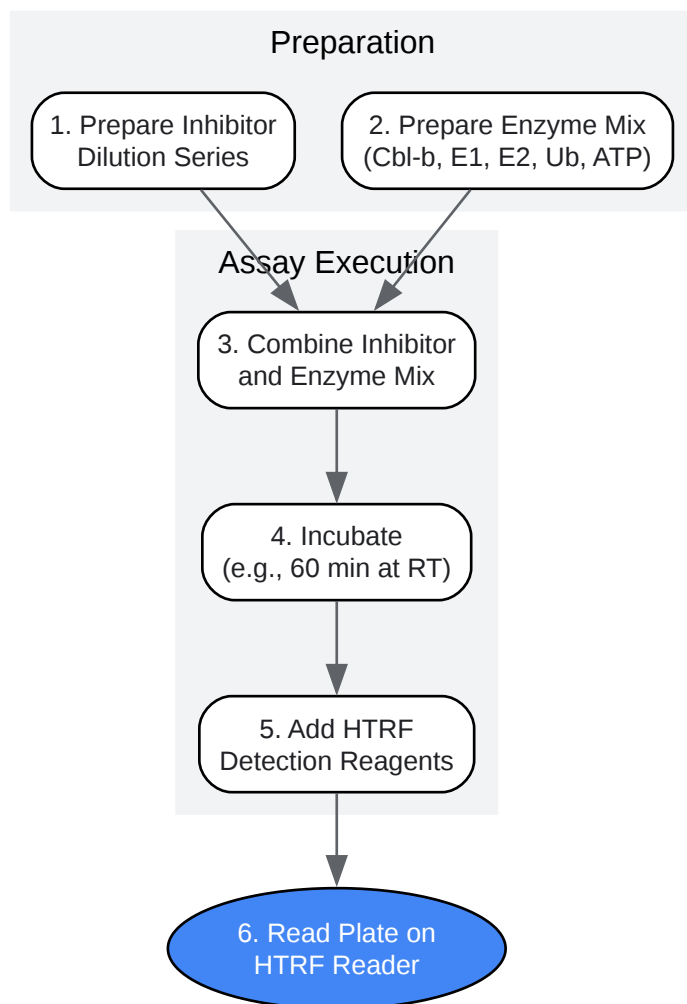 Preparation
1. Prepare Inhibitor
Dilution Series
2. Prepare Enzyme Mix
(Cbl-b, E1, E2, Ub, ATP)
Assay Execution
3. Combine Inhibitor
and Enzyme Mix
4. Incubate
(e.g., 60 min at RT)
5. Add HTRF
Detection Reagents
6. Read Plate on
HTRF Reader